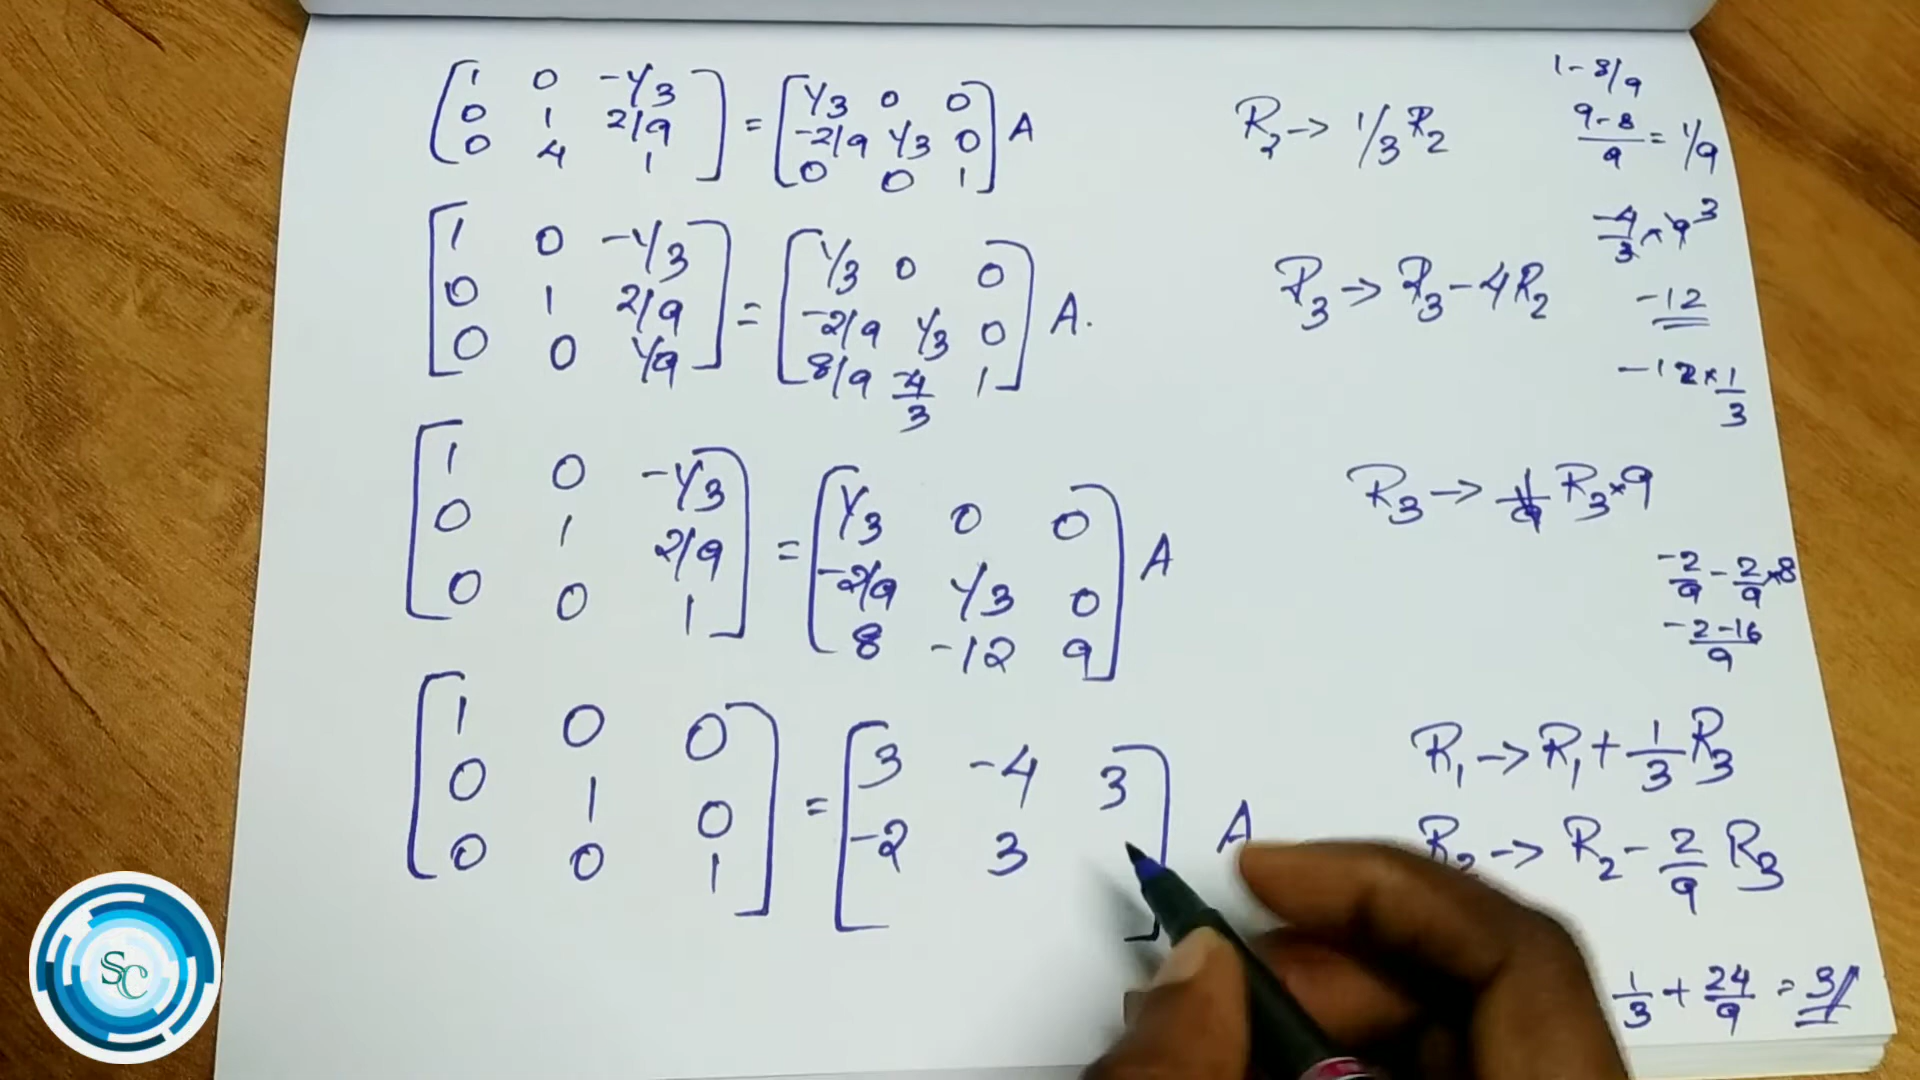 [1 0 -1/3] = [1/3 0 0] A R2 → 1/3 R2
[0 1 2/9] [-2/9 1/3 0]
[0 4 1] [0 0 1]
1 - 8/9
9-8/9 = 1/9
[1 0 -1/3] = [1/3 0 0] A. R3 → R3 - 4R2
[0 1 2/9] [-2/9 1/3 0]
[0 0 1/9] [8/9 -4/3 1]
-4/3 × 9 3
-12
-12 × 1/3
[1 0 -1/3] = [1/3 0 0] A R3 → R3 × 9
[0 1 2/9] [-2/9 1/3 0]
[0 0 1] [8 -12 9]
-2/9 - 2/9 × 8
-2-16/9
[1 0 0] = [3 -4 3] A R1 → R1 + 1/3 R3
[0 1 0] [-2 3 R2 → R2 - 2/9 R3
[0 0 1]
1/3 + 24/9 = 3//
SC